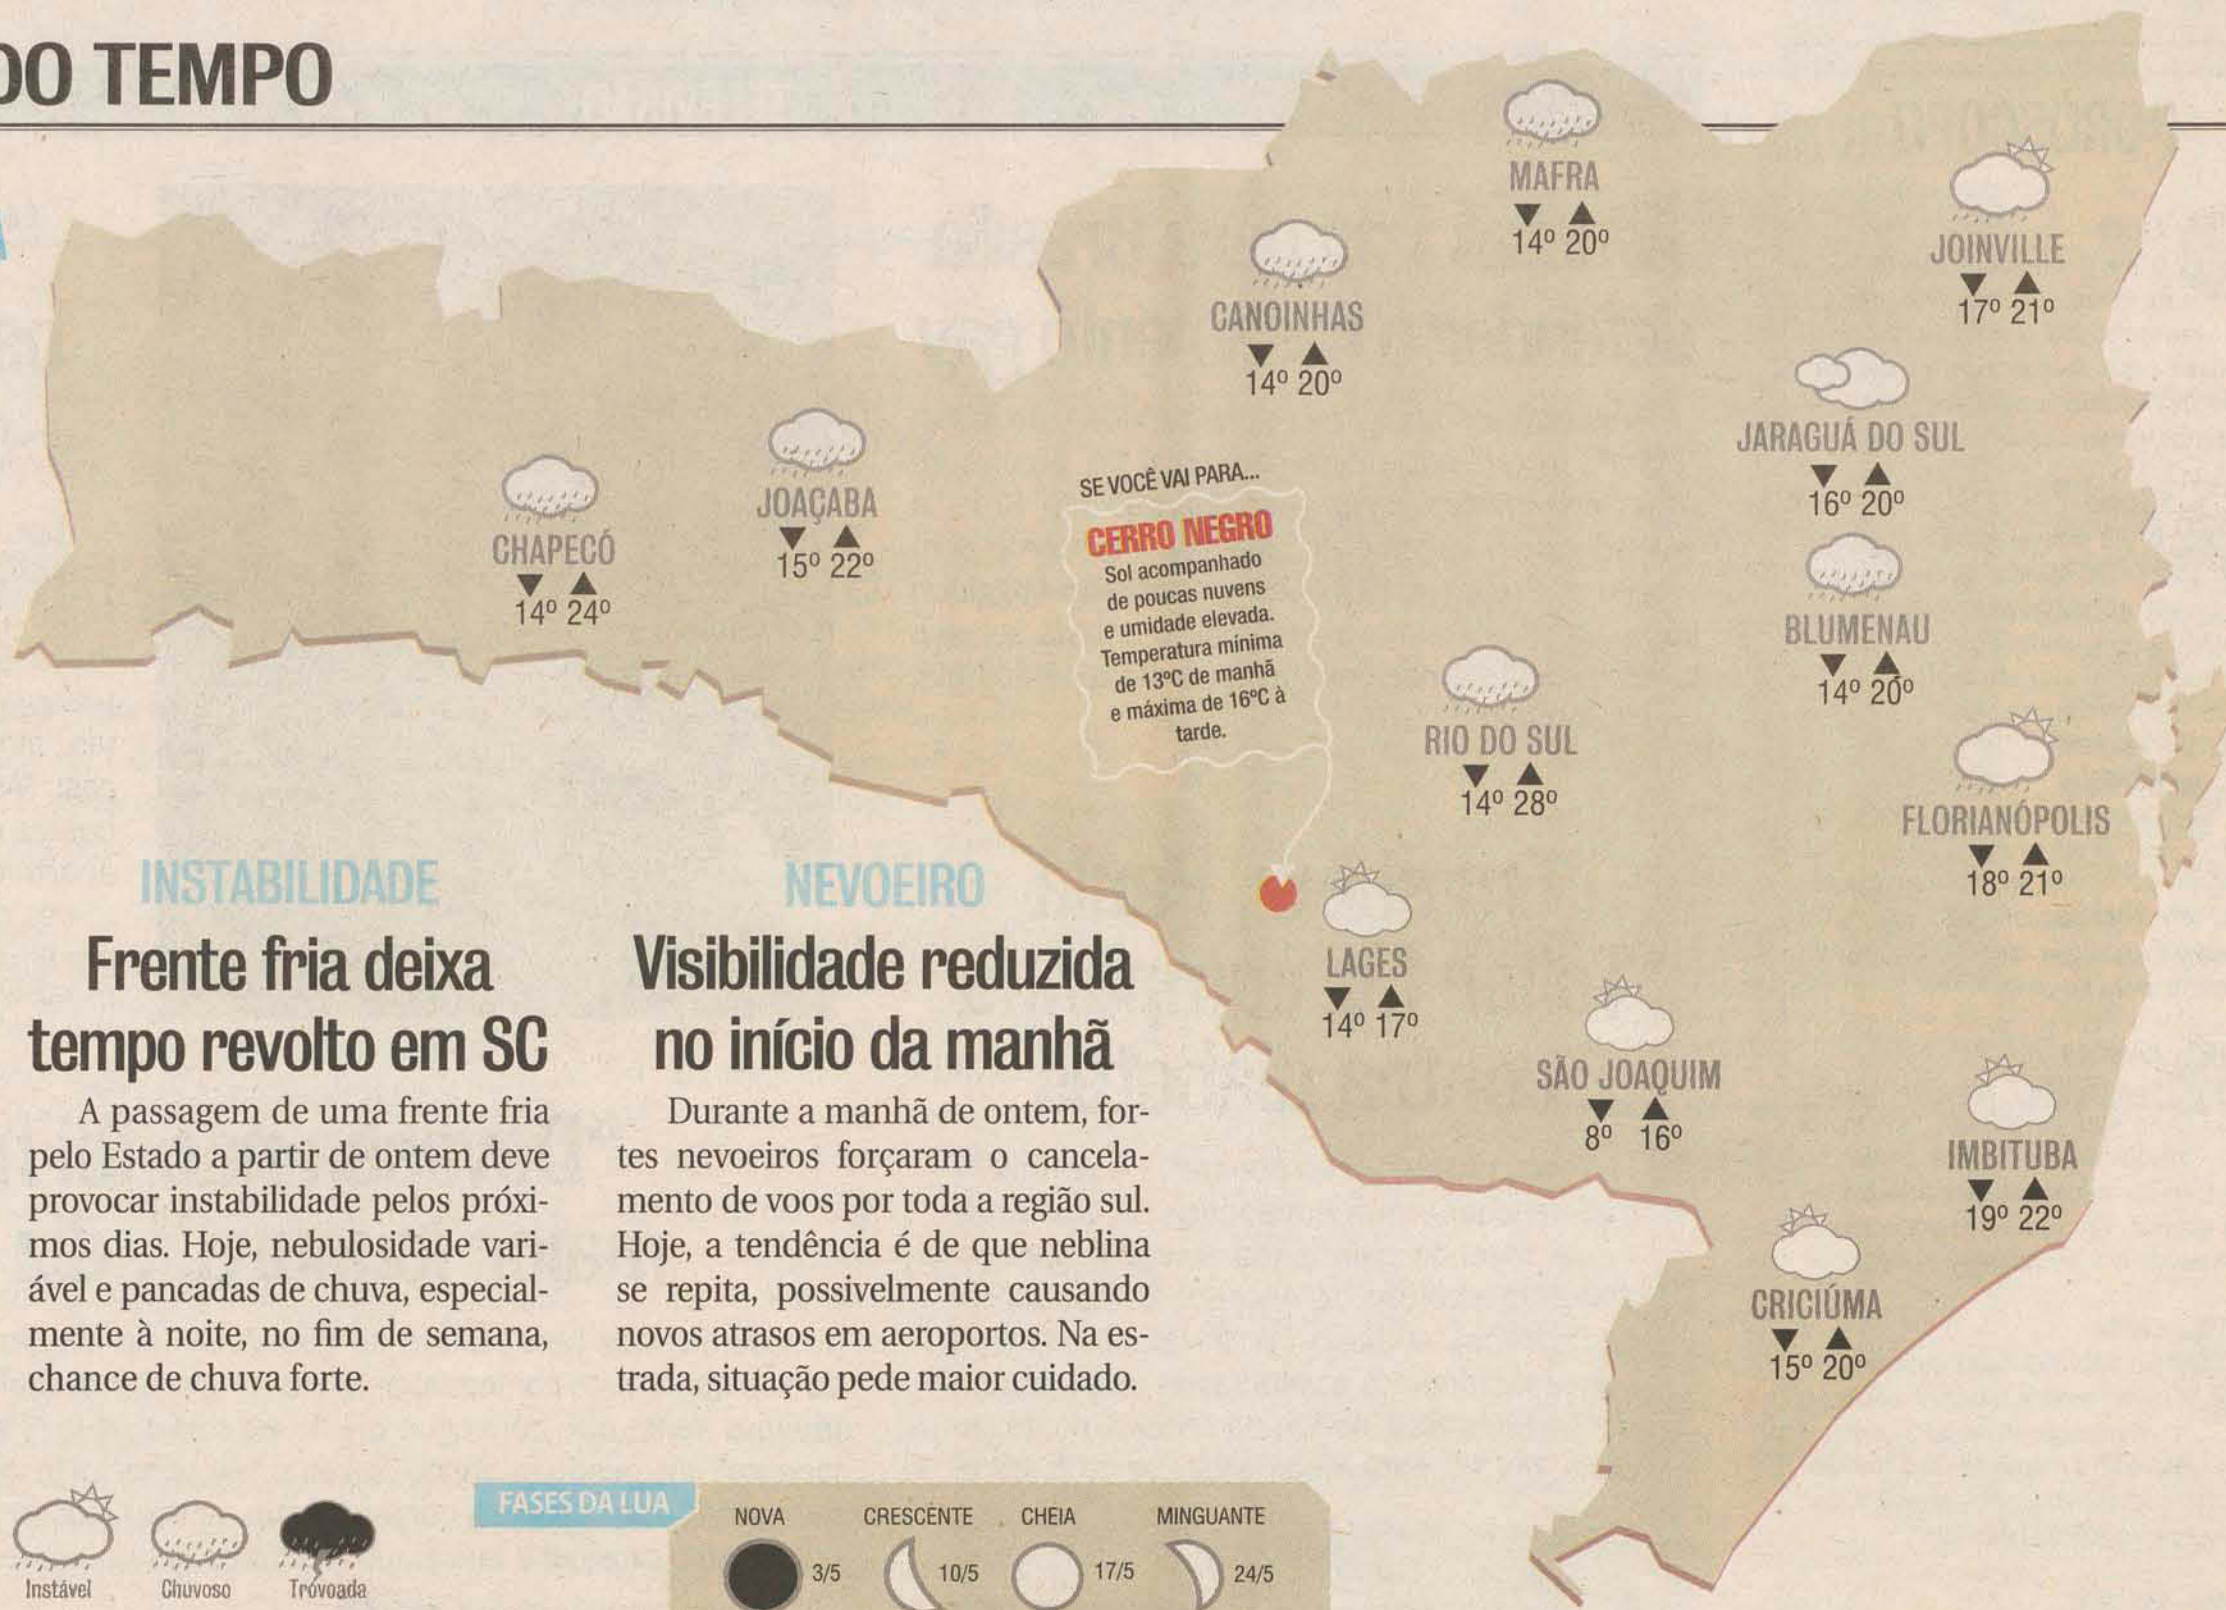 DO TEMPO
MAFRA
14º 20º
JOINVILLE
17º 21º
CANOINHAS
14º 20º
JARAGUÁ DO SUL
16º 20º
JOAÇABA
15º 22º
CHAPECÓ
14º 24º
SE VOCÊ VAI PARA...
CERRO NEGRO
Sol acompanhado
de poucas nuvens
e umidade elevada.
Temperatura mínima
de 13ºC de manhã
e máxima de 16ºC à
tarde.
BLUMENAU
14º 20º
RIO DO SUL
14º 28º
FLORIANÓPOLIS
18º 21º
LAGES
14º 17º
SÃO JOAQUIM
8º 16º
IMBITUBA
19º 22º
CRICIÚMA
15º 20º
INSTABILIDADE
Frente fria deixa
tempo revolto em SC
A passagem de uma frente fria
pelo Estado a partir de ontem deve
provocar instabilidade pelos próxi-
mos dias. Hoje, nebulosidade vari-
ável e pancadas de chuva, especial-
mente à noite, no fim de semana,
chance de chuva forte.
NEVOEIRO
Visibilidade reduzida
no início da manhã
Durante a manhã de ontem, for-
tes nevoeiros forçaram o cancela-
mento de voos por toda a região sul.
Hoje, a tendência é de que neblina
se repita, possivelmente causando
novos atrasos em aeroportos. Na es-
trada, situação pede maior cuidado.
Instável
Chuvoso
Trovoada
FASES DA LUA
NOVA
3/5
CRESCENTE
10/5
CHEIA
17/5
MINGUANTE
24/5